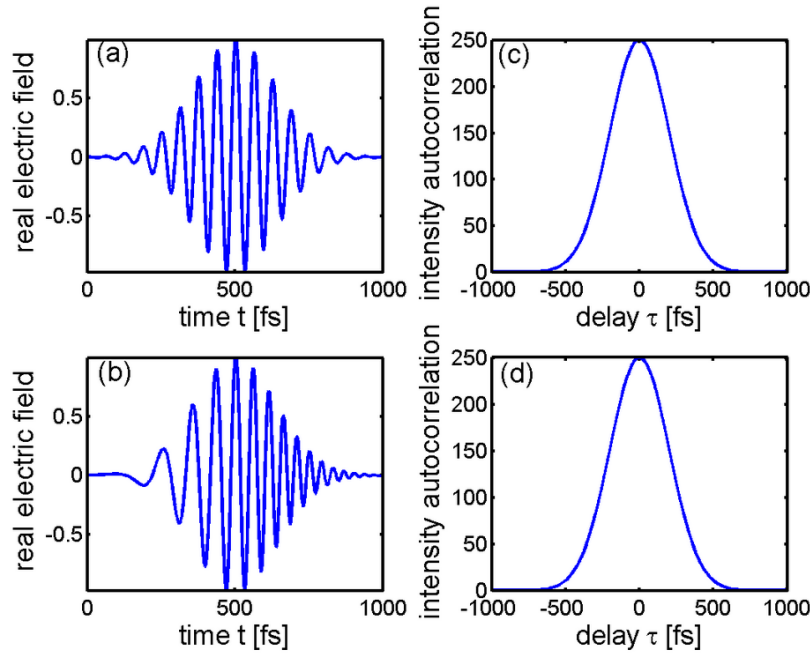 (a)
real electric field
0.5
0
-0.5
0
500
1000
time t [fs]
(c)
intensity autocorrelation
250
200
150
100
50
0
-1000
-500
0
500
1000
delay τ [fs]
(b)
real electric field
0.5
0
-0.5
0
500
1000
time t [fs]
(d)
intensity autocorrelation
250
200
150
100
50
0
-1000
-500
0
500
1000
delay τ [fs]